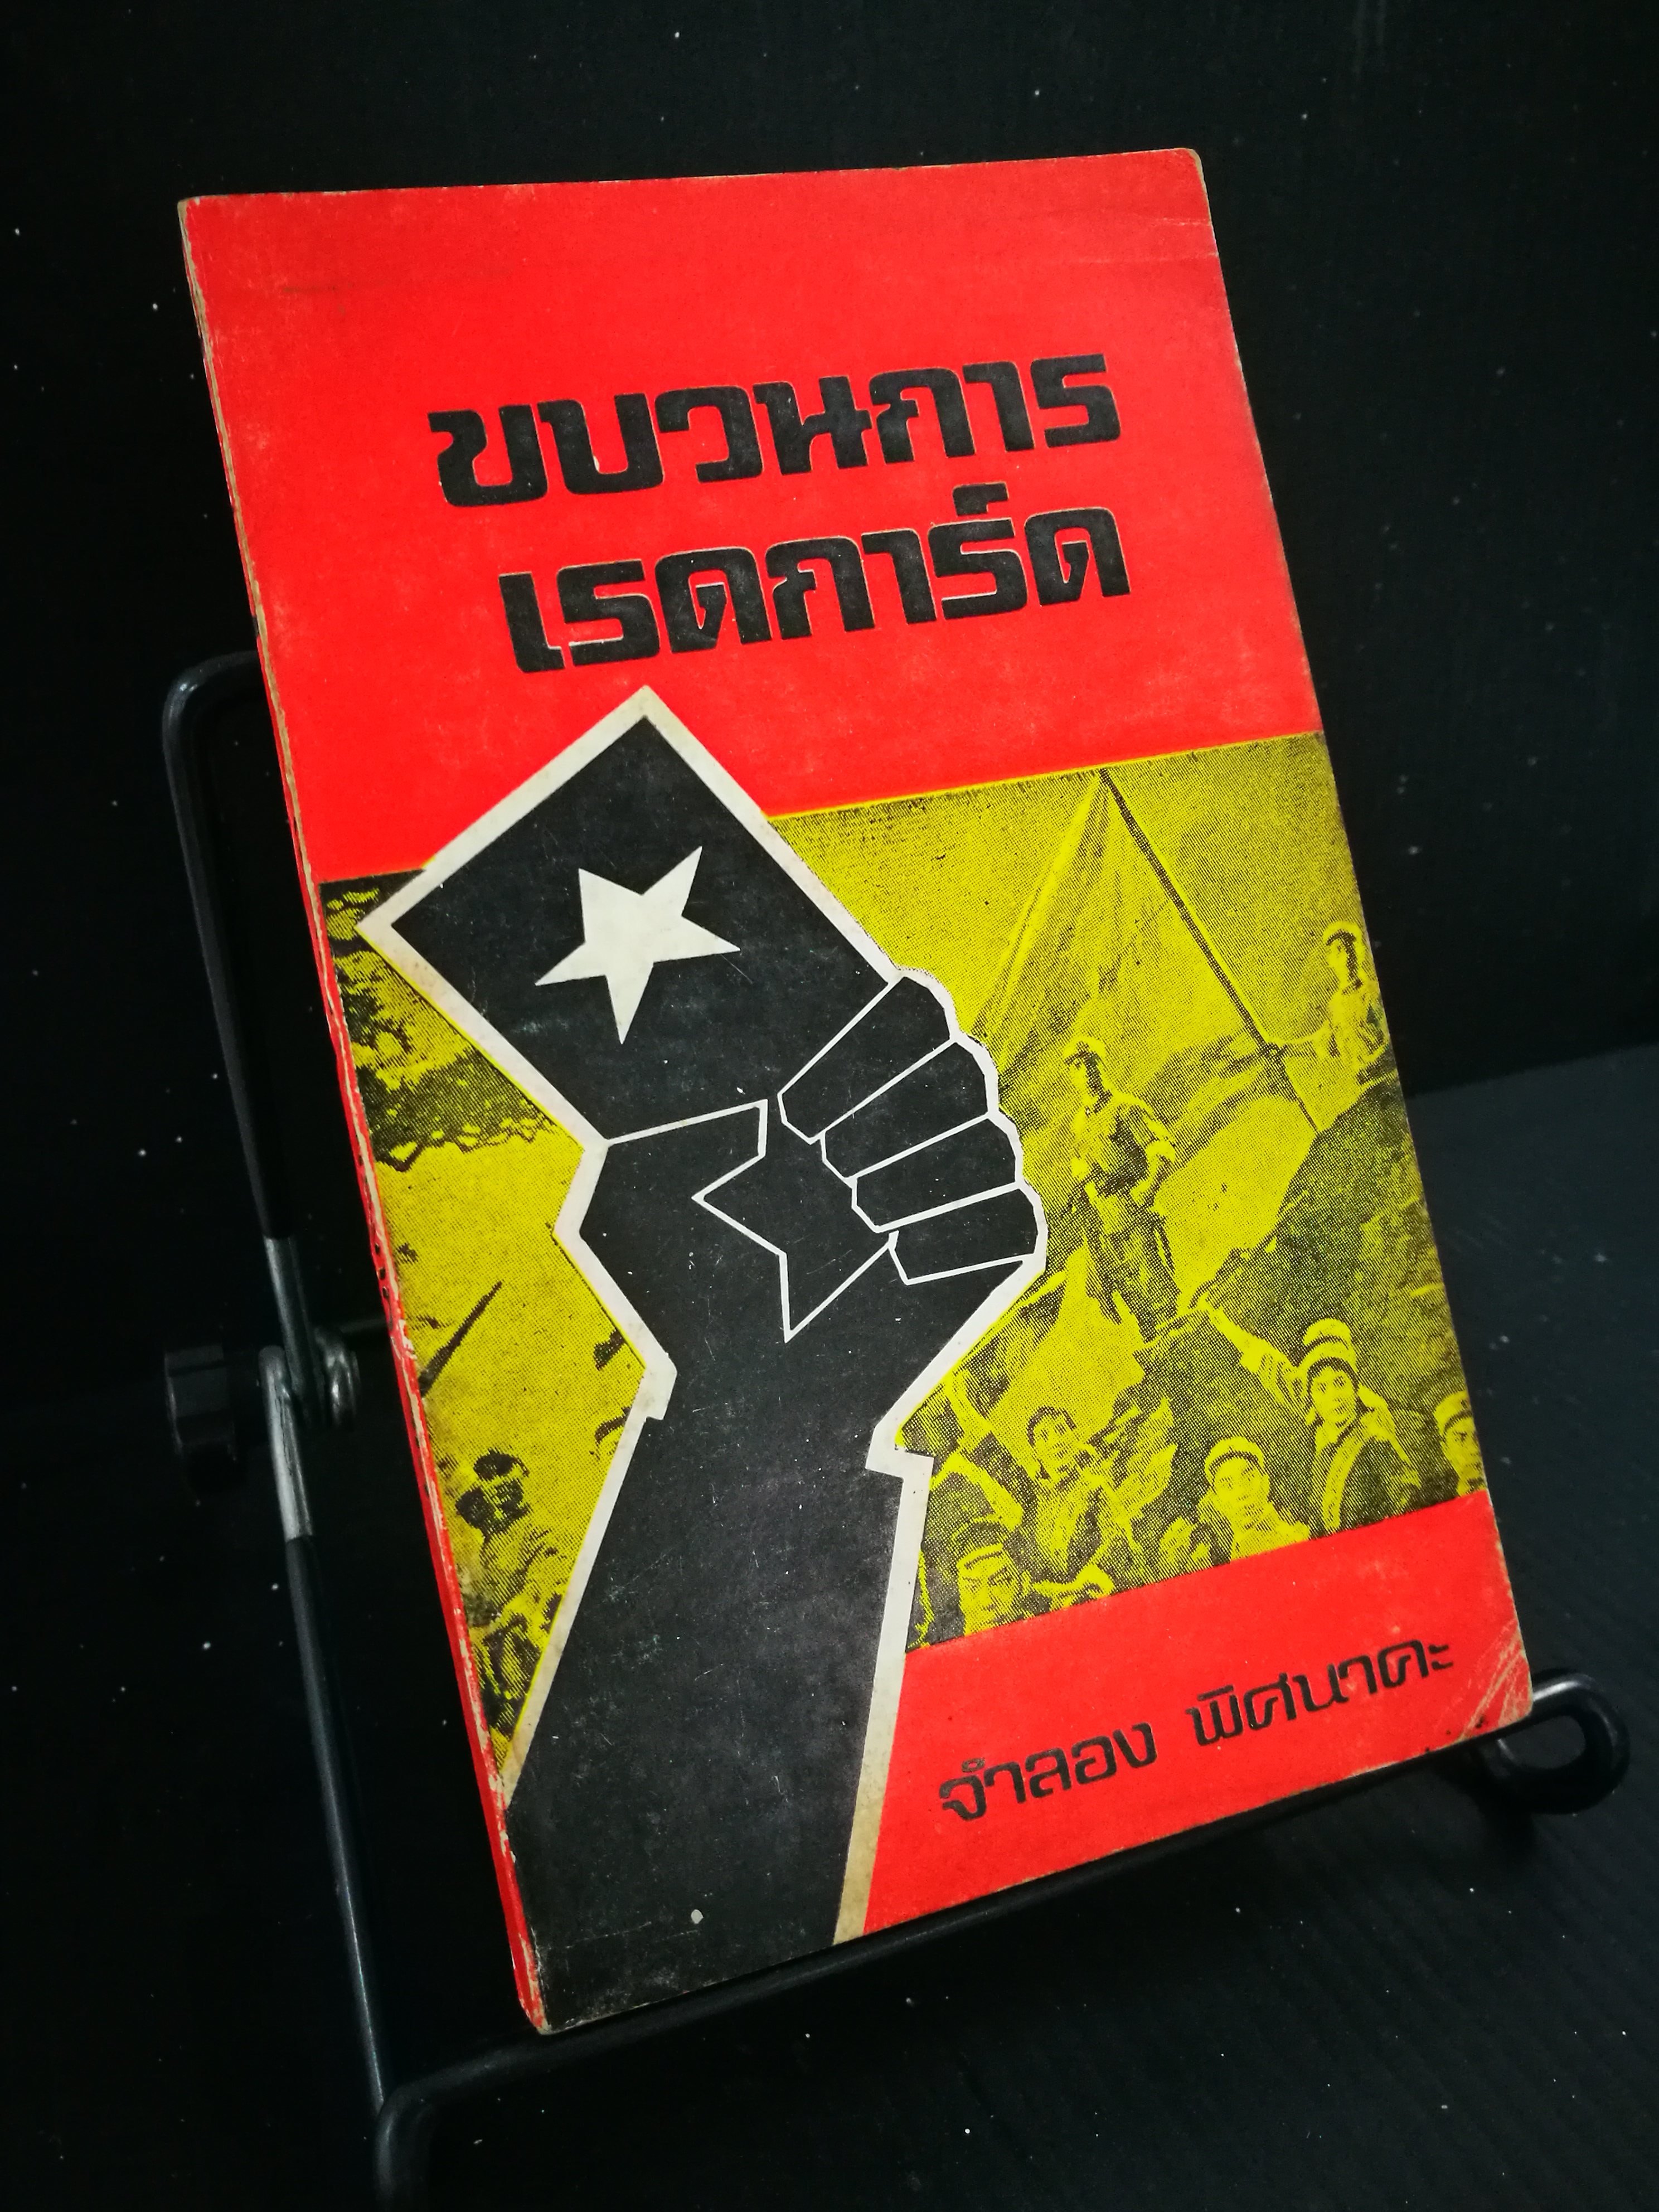 ขบวนการ
เรดการ์ด
จำลอง พิศนาคะ